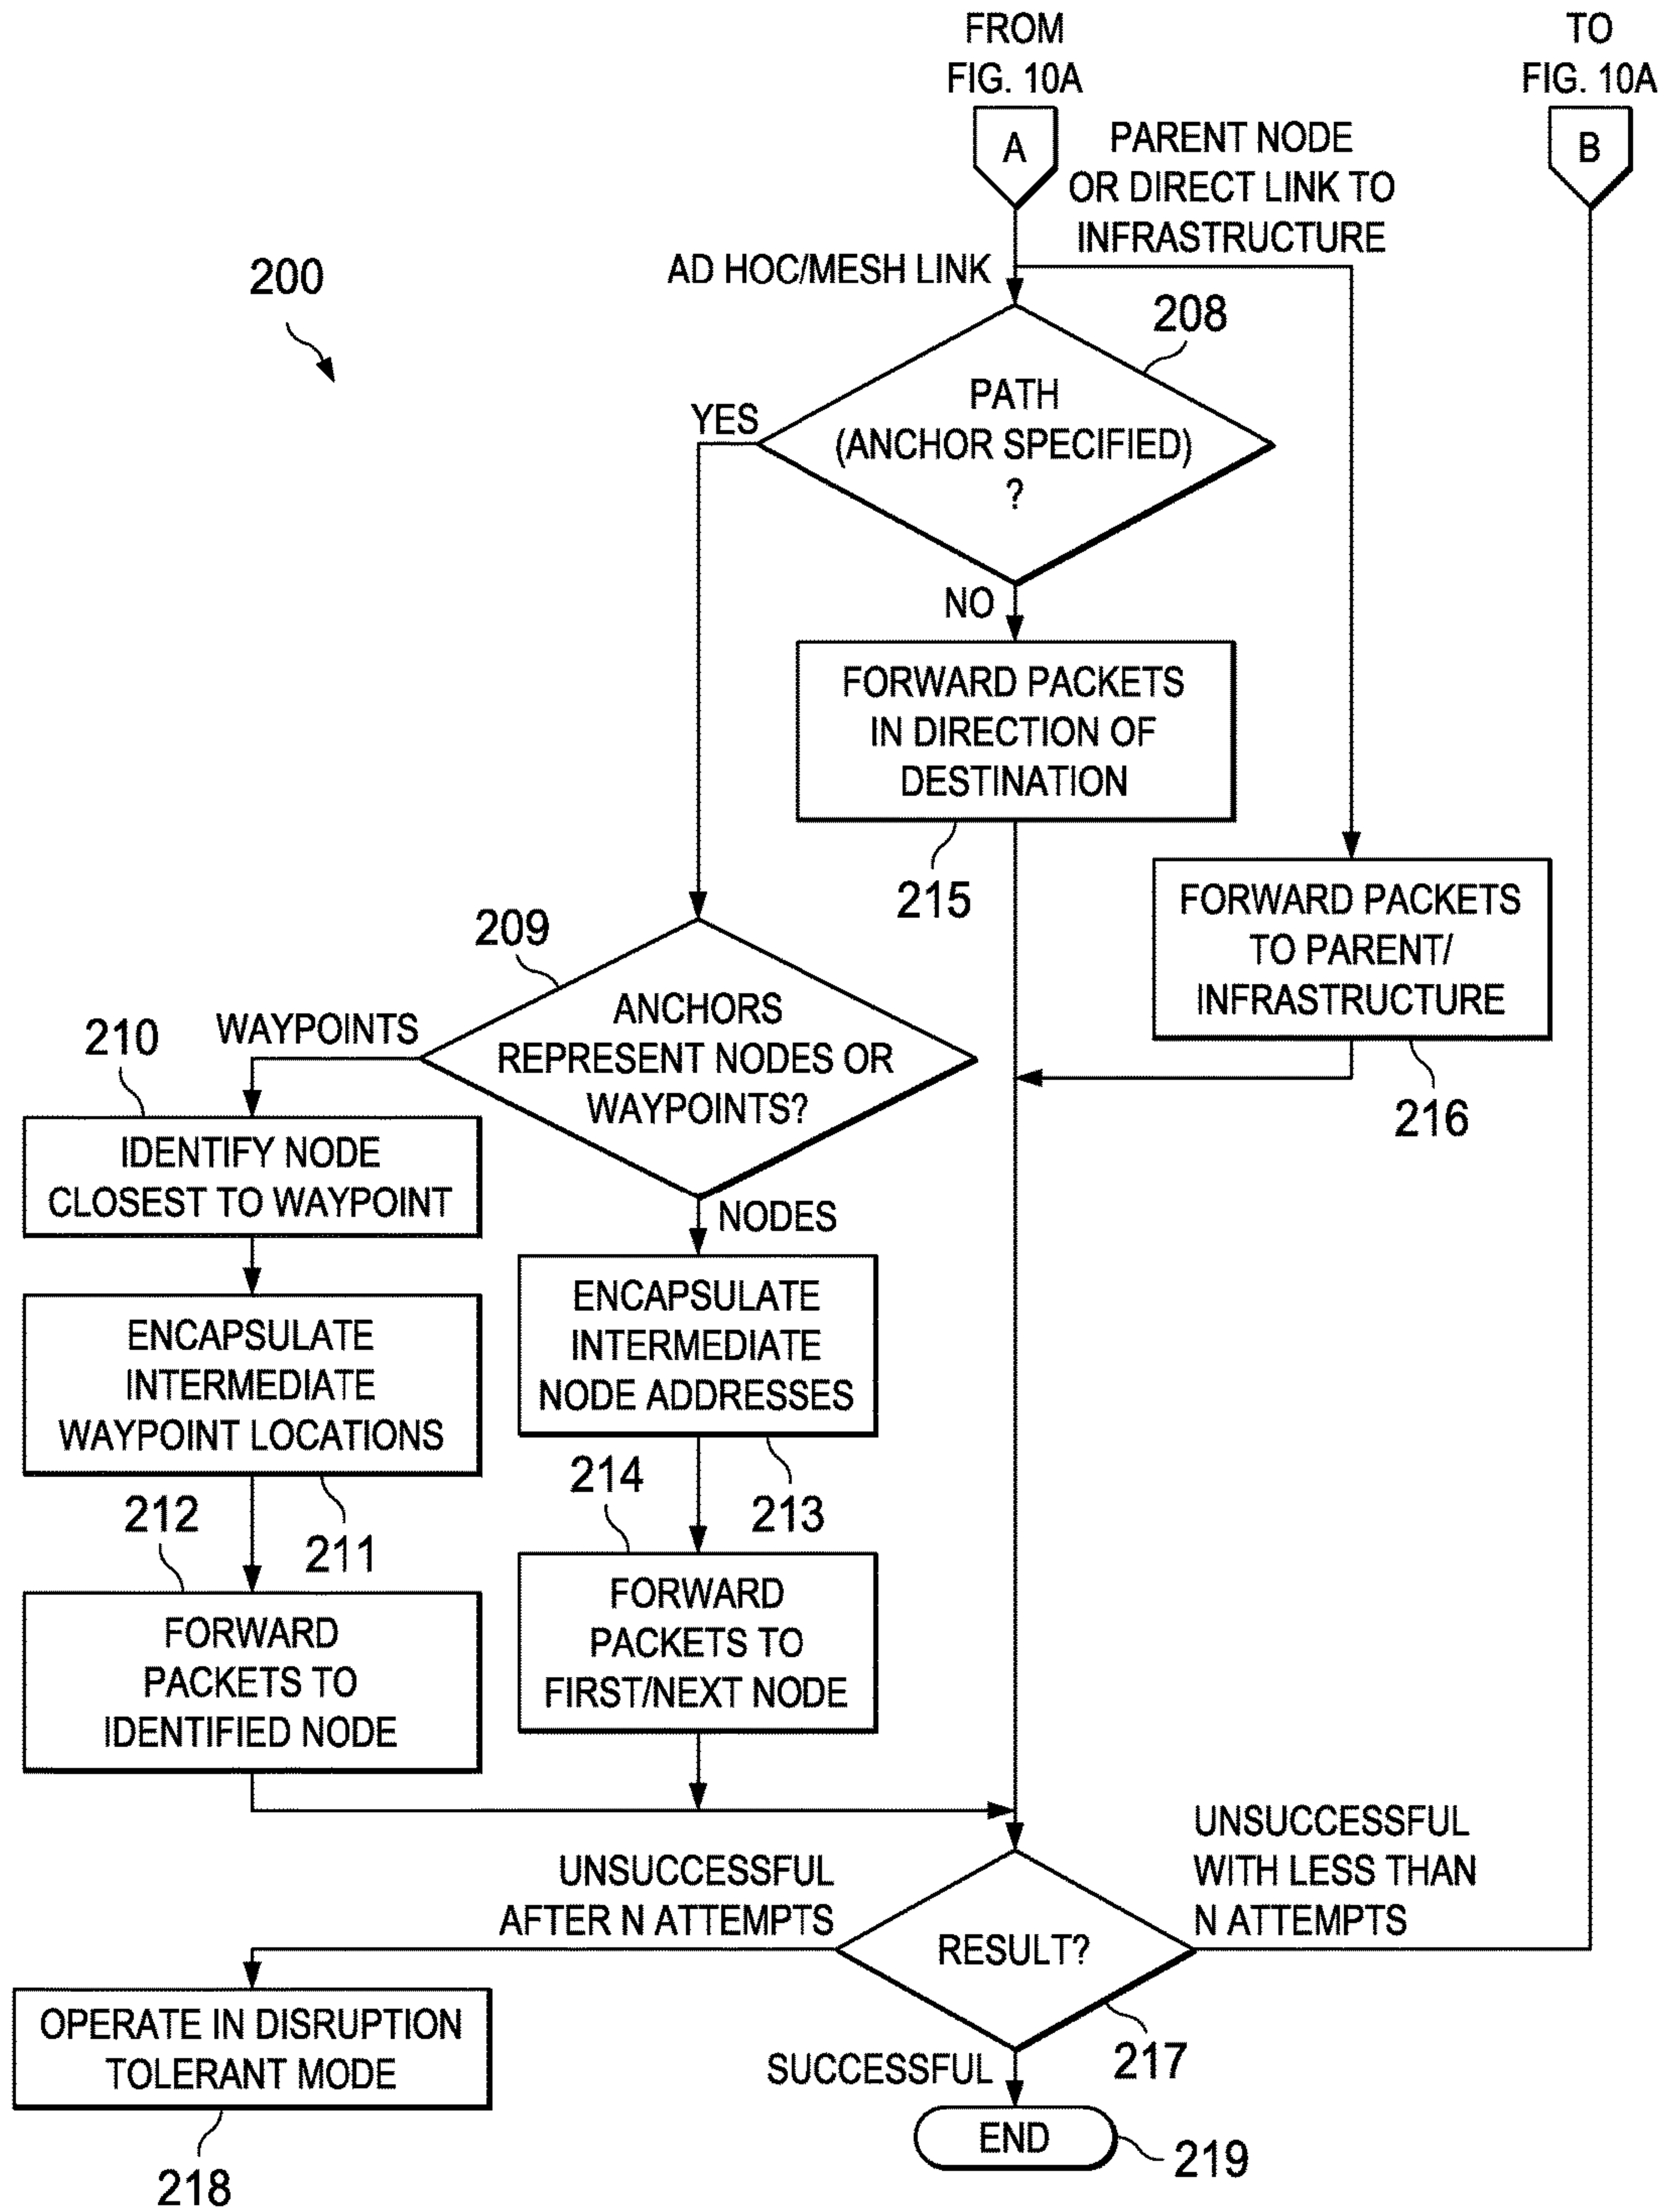 FROM
FIG. 10A
TO
FIG. 10A
A
B
PARENT NODE
OR DIRECT LINK TO
INFRASTRUCTURE
200
AD HOC/MESH LINK
208
PATH
(ANCHOR SPECIFIED)
?
YES
NO
FORWARD PACKETS
IN DIRECTION OF
DESTINATION
215
FORWARD PACKETS
TO PARENT/
INFRASTRUCTURE
216
209
ANCHORS
REPRESENT NODES OR
WAYPOINTS?
WAYPOINTS
210
IDENTIFY NODE
CLOSEST TO WAYPOINT
NODES
ENCAPSULATE
INTERMEDIATE
WAYPOINT LOCATIONS
211
ENCAPSULATE
INTERMEDIATE
NODE ADDRESSES
213
212
FORWARD
PACKETS TO
IDENTIFIED NODE
214
FORWARD
PACKETS TO
FIRST/NEXT NODE
UNSUCCESSFUL
AFTER N ATTEMPTS
UNSUCCESSFUL
WITH LESS THAN
N ATTEMPTS
RESULT?
217
OPERATE IN DISRUPTION
TOLERANT MODE
218
SUCCESSFUL
END
219